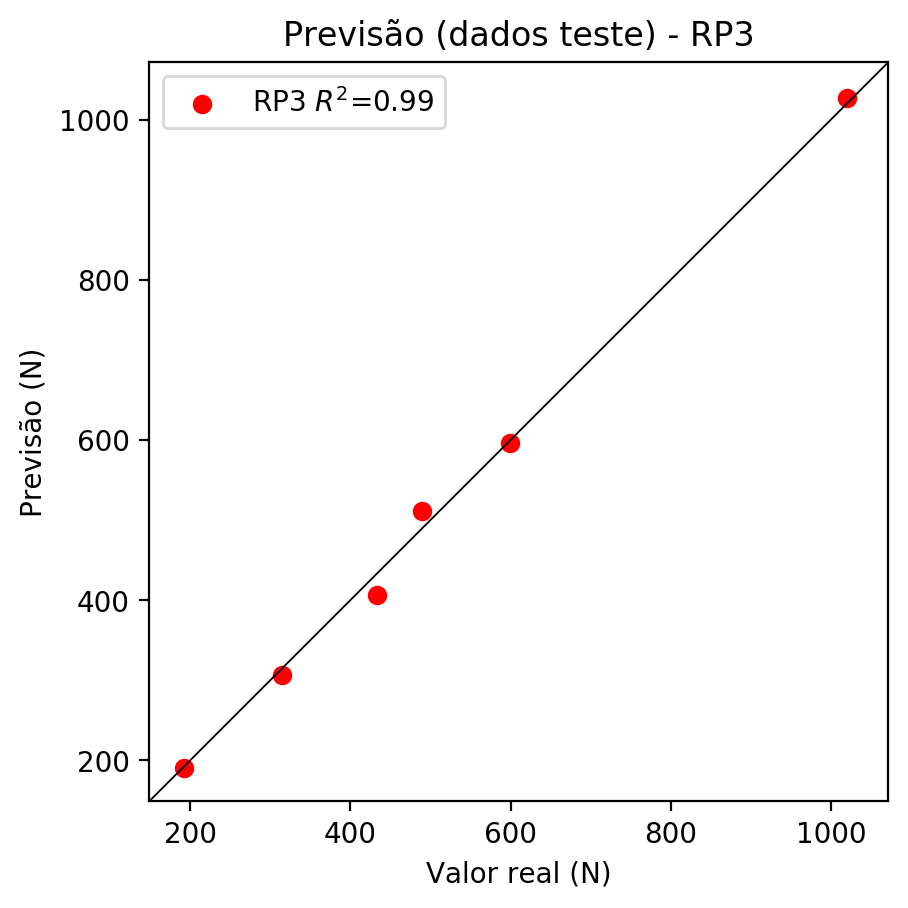 Previsão (dados teste) - RP3
RP3 R²=0.99
1000
800
600
400
200
Previsão (N)
200 400 600 800 1000
Valor real (N)